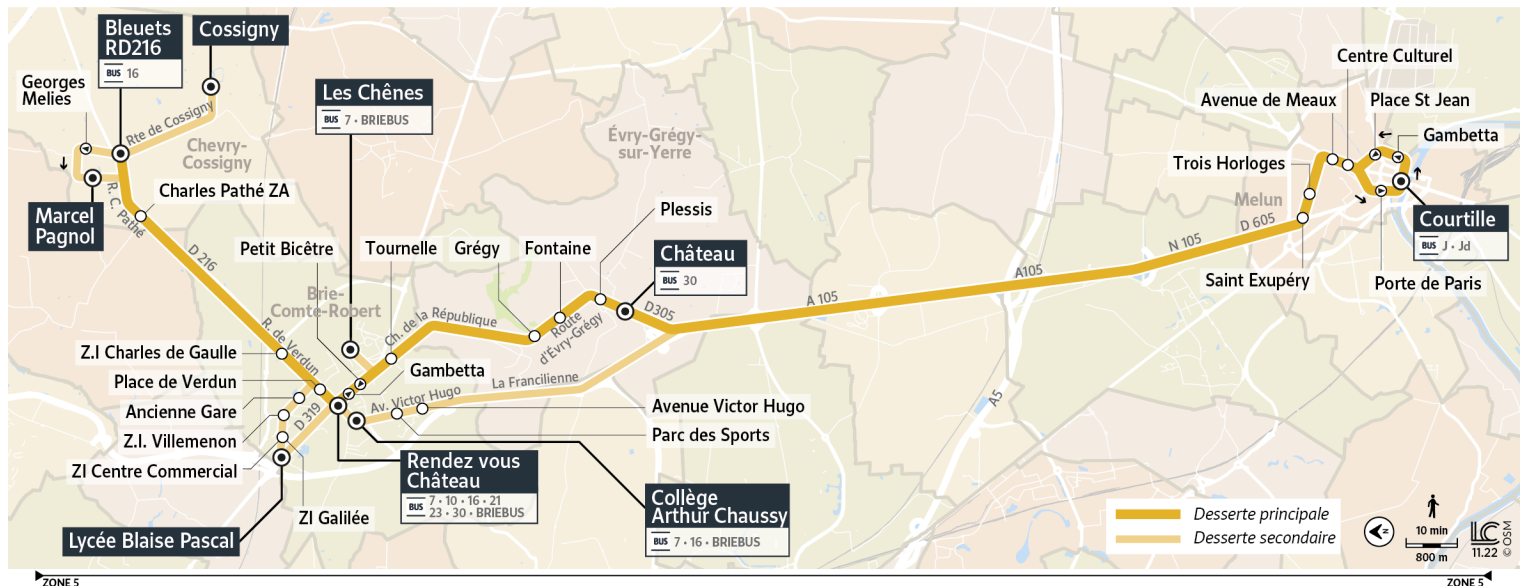 Bleuets
RD216
BUS 16
Cossigny
Georges
Melies
Rte de Cossigny
Chevry-
Cossigny
Marcel
Pagnol
R. C. Pathé
Charles Pathé ZA
D 216
Les Chênes
BUS 7 • BRIEBUS
Petit Bicêtre
Tournelle
Grégy
Fontaine
Plessis
Évry-Grégy-
sur-Yerre
Château
BUS 30
Brie-
Comte-Robert
R. de Verdun
Ch. de la République
Route
d'Évry-Grégy
D305
A 105
A105
N 105
D 605
A5
Z.I Charles de Gaulle
Place de Verdun
Ancienne Gare
Z.I. Villemenon
ZI Centre Commercial
D 319
Gambetta
Av. Victor Hugo
La Francilienne
Avenue Victor Hugo
Parc des Sports
Lycée Blaise Pascal
ZI Galilée
Rendez vous
Château
BUS 7 • 10 • 16 • 21
23 • 30 • BRIEBUS
Collège
Arthur Chaussy
BUS 7 • 16 • BRIEBUS
Centre Culturel
Avenue de Meaux
Place St Jean
Gambetta
Trois Horloges
Melun
Courtille
BUS J • Jd
Saint Exupéry
Porte de Paris
Desserte principale
Desserte secondaire
N
10 min
800 m
LC
11.22
© OSM
ZONE 5
ZONE 5